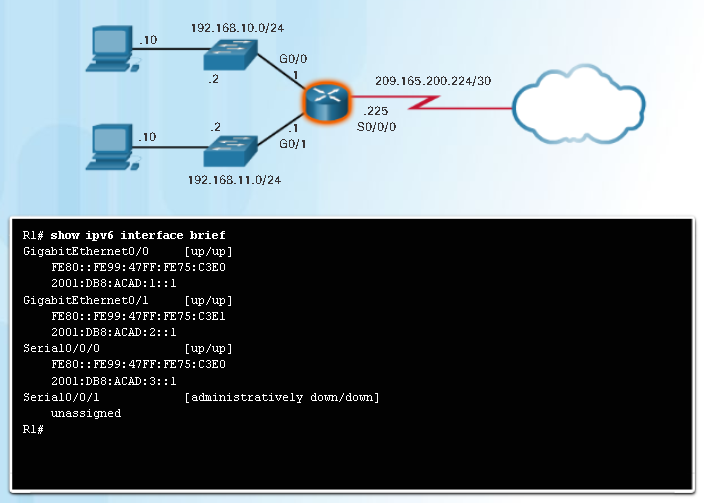 192.168.10.0/24
.10
G0/0
.1
.2
209.165.200.224/30
.225
S0/0/0
.2
.10
.1
G0/1
192.168.11.0/24
R1# show ipv6 interface brief
GigabitEthernet0/0 [up/up]
FE80::FE99:47FF:FE75:C3E0
2001:DB8:ACAD:1::1
GigabitEthernet0/1 [up/up]
FE80::FE99:47FF:FE75:C3E1
2001:DB8:ACAD:2::1
Serial0/0/0 [up/up]
FE80::FE99:47FF:FE75:C3E0
2001:DB8:ACAD:3::1
Serial0/0/1 [administratively down/down]
unassigned
R1#